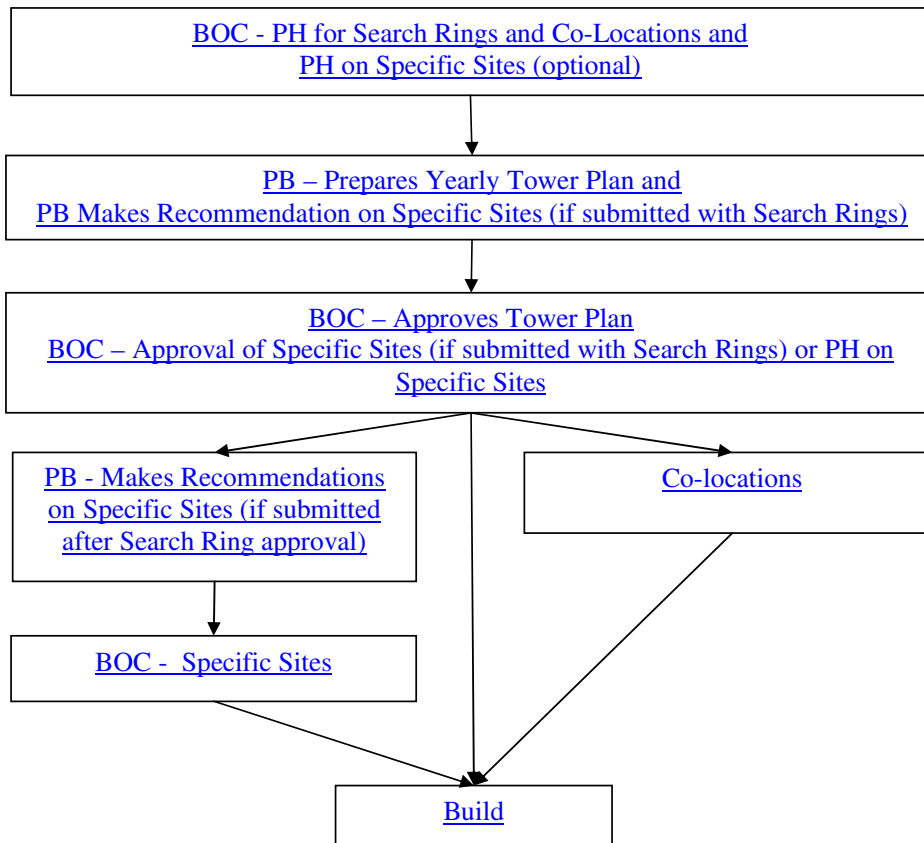 BOC - PH for Search Rings and Co-Locations and
PH on Specific Sites (optional)
PB – Prepares Yearly Tower Plan and
PB Makes Recommendation on Specific Sites (if submitted with Search Rings)
BOC – Approves Tower Plan
BOC – Approval of Specific Sites (if submitted with Search Rings) or PH on
Specific Sites
PB - Makes Recommendations
on Specific Sites (if submitted
after Search Ring approval)
Co-locations
BOC -  Specific Sites
Build